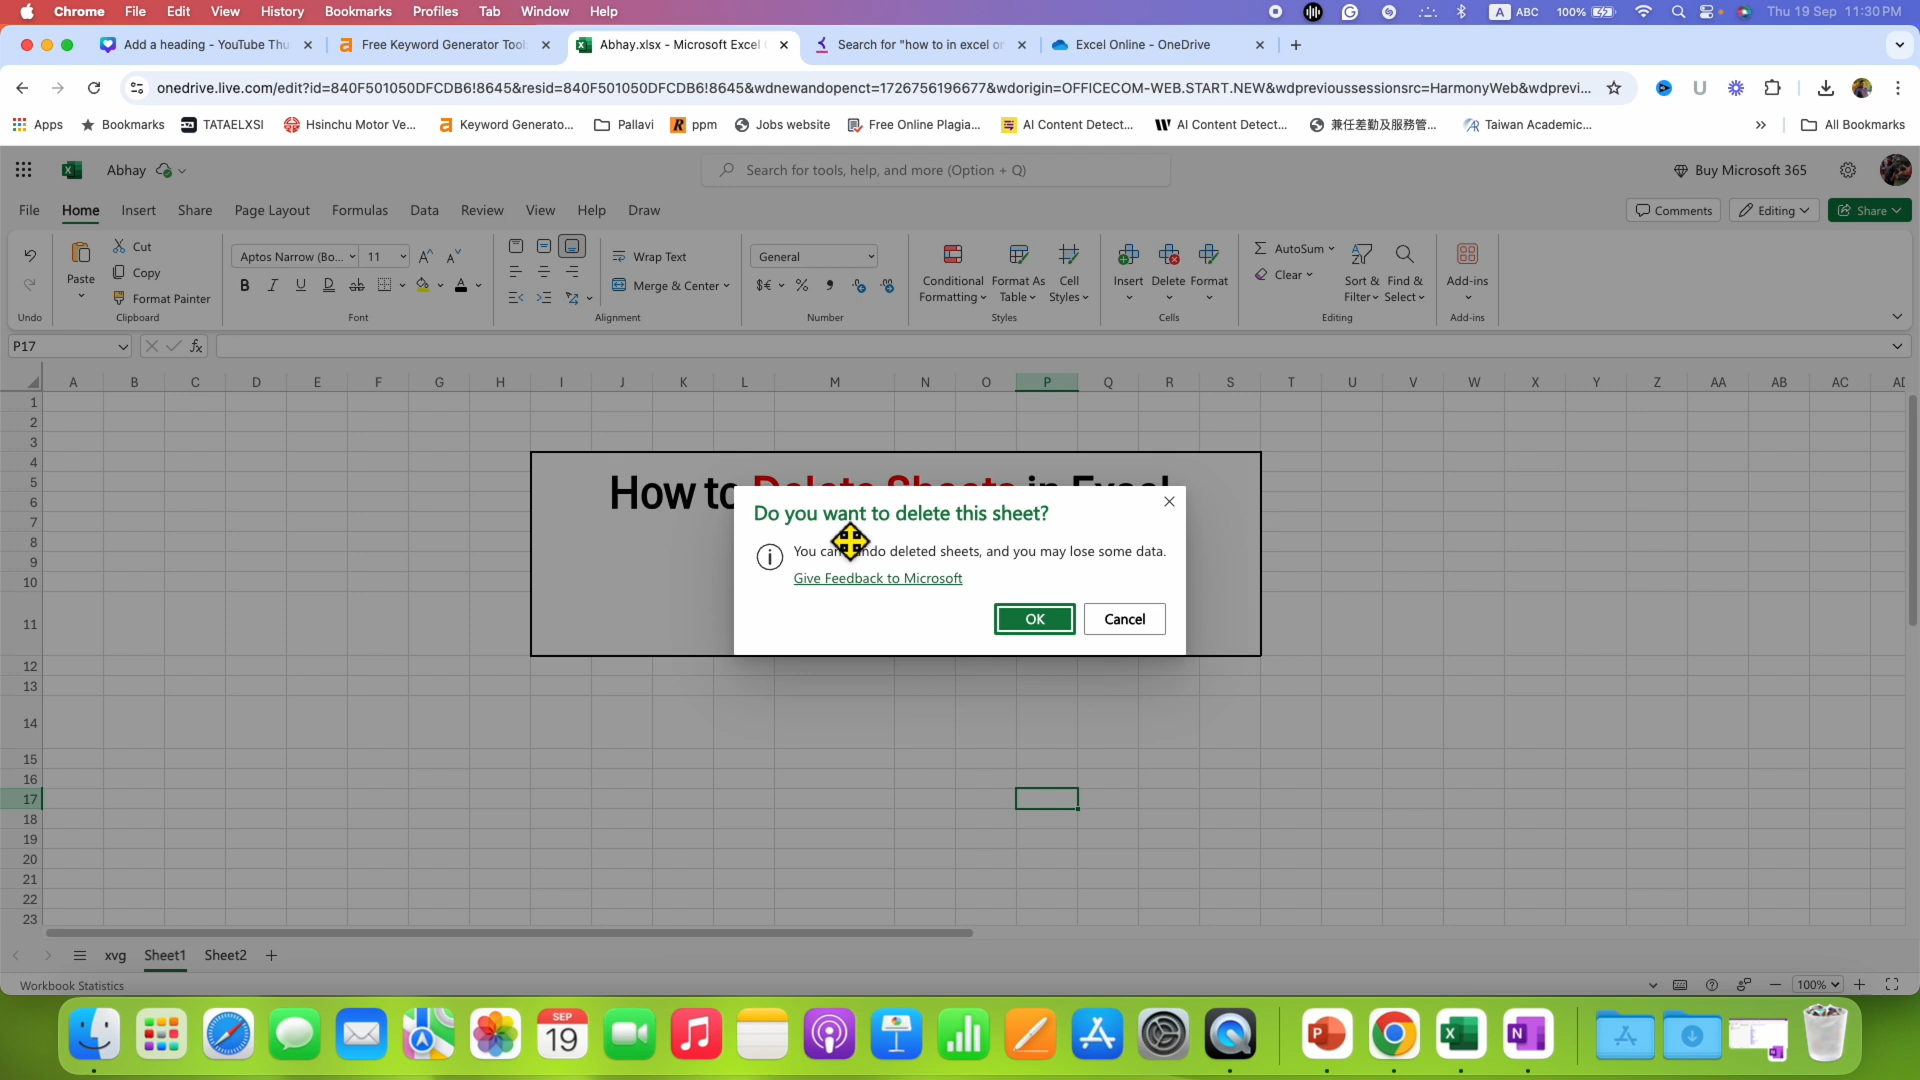 Chrome File Edit View History Bookmarks Profiles Tab Window Help A ABC 100% Thu 19 Sep 11:30 PM
Add a heading - YouTube Thu Free Keyword Generator Tool: Abhay.xlsx - Microsoft Excel Search for "how to in excel or Excel Online - OneDrive
onedrive.live.com/edit?id=840F501050DFCDB6!8645&resid=840F501050DFCDB6!8645&wdnewandopenct=1726756196677&wdorigin=OFFICECOM-WEB.START.NEW&wdprevioussessionsrc=HarmonyWeb&wdprevi...
Apps Bookmarks TATAELXSI Hsinchu Motor Ve... Keyword Generato... Pallavi ppm Jobs website Free Online Plagia... AI Content Detect... AI Content Detect... 兼任差勤及服務管... Taiwan Academic... All Bookmarks
Abhay Search for tools, help, and more (Option + Q) Buy Microsoft 365
File Home Insert Share Page Layout Formulas Data Review View Help Draw Comments Editing Share
Cut
Copy
Format Painter
Paste
Undo Clipboard
Aptos Narrow (Bo... 11
B I U D ab A
Font
Wrap Text
Merge & Center
Alignment
General
$€ % 9
Number
Conditional Formatting
Format As Table
Cell Styles
Styles
Insert Delete Format
Cells
AutoSum
Clear
Sort & Filter
Find & Select
Editing
Add-ins
Add-ins
P17 fx
A B C D E F G H I J K L M N O P Q R S T U V W X Y Z AA AB AC
1
2
3
4
5
6
7
8
9
10
11
12
13
14
15
16
17
18
19
20
21
22
23
How to Delete Sheets in Excel
Do you want to delete this sheet?
You can ndo deleted sheets, and you may lose some data.
Give Feedback to Microsoft
OK Cancel
xvg Sheet1 Sheet2
Workbook Statistics 100%
SEP
19